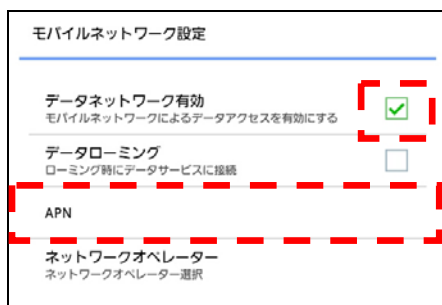 モバイルネットワーク設定
データネットワーク有効
モバイルネットワークによるデータアクセスを有効にする
データローミング
ローミング時にデータサービスに接続
APN
ネットワークオペレーター
ネットワークオペレーター選択